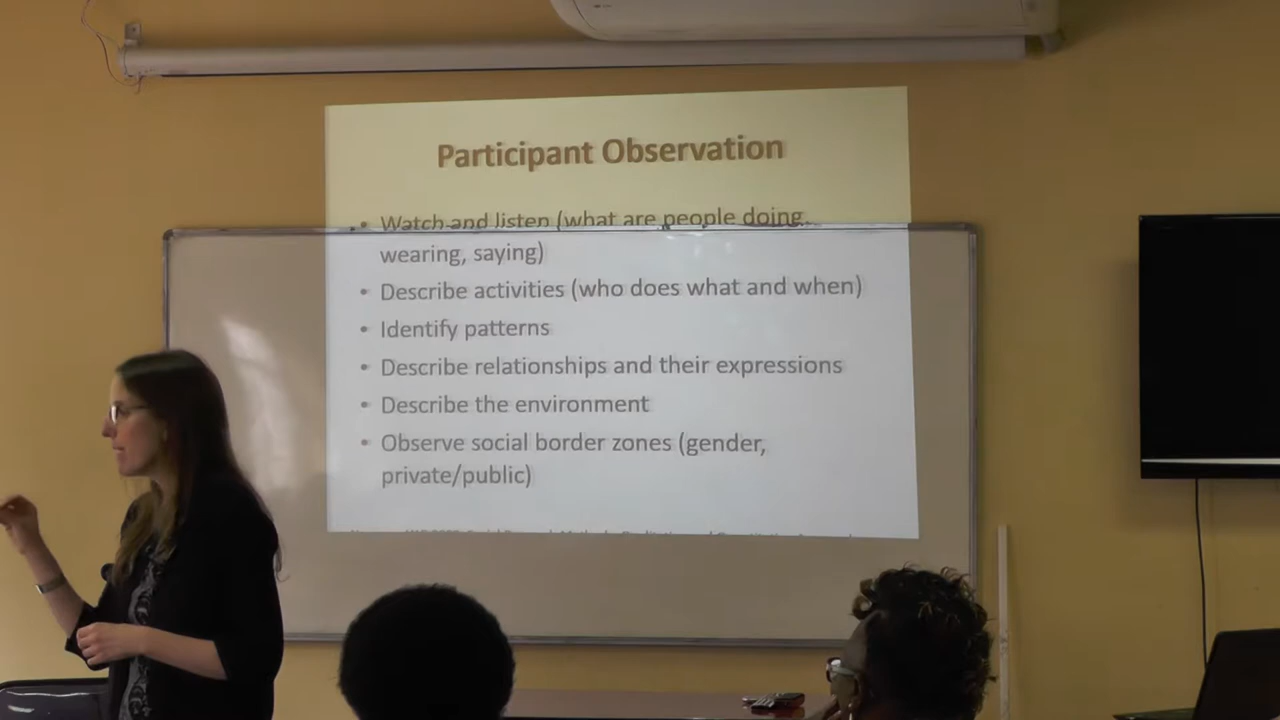 Participant Observation
• Watch and listen (what are people doing,
wearing, saying)
• Describe activities (who does what and when)
• Identify patterns
• Describe relationships and their expressions
• Describe the environment
• Observe social border zones (gender,
private/public)